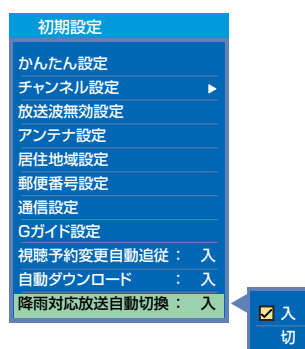 初期設定
かんたん設定
チャンネル設定
放送波無効設定
アンテナ設定
居住地域設定
郵便番号設定
通信設定
Gガイド設定
視聴予約変更自動追従： 入
自動ダウンロード ： 入
降雨対応放送自動切換： 入
入
切